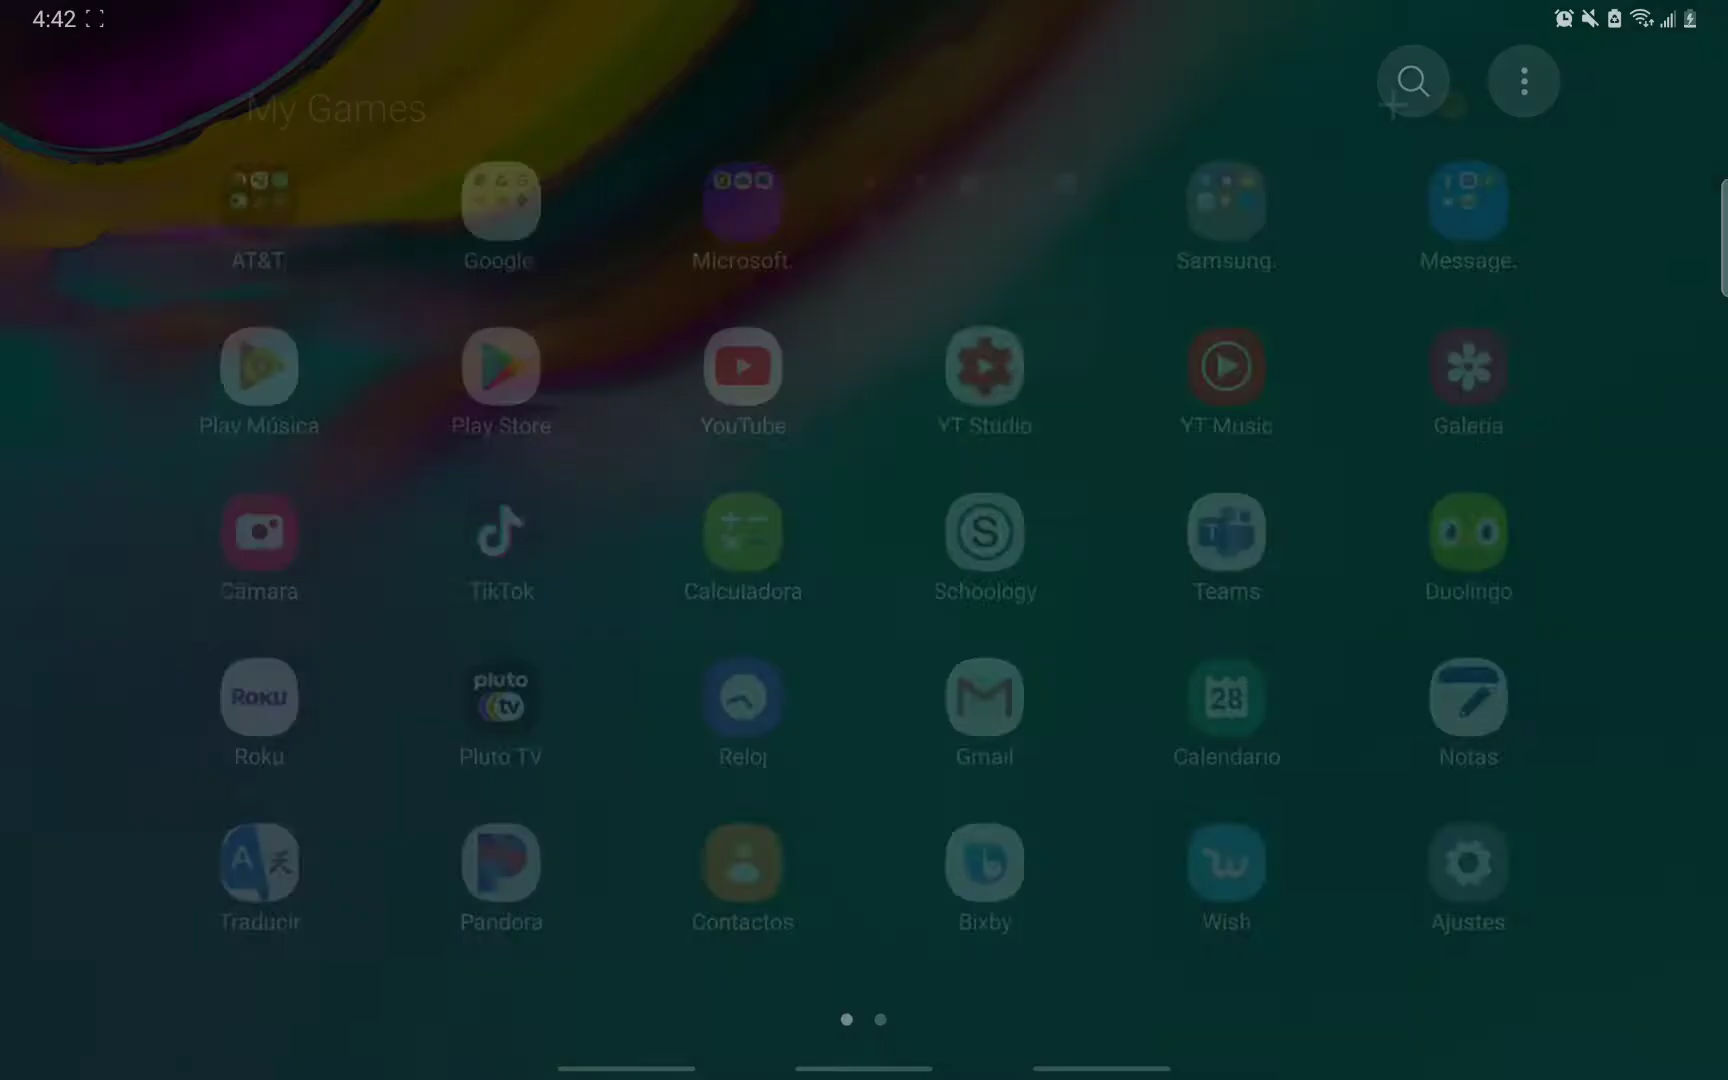 4:42
My Games
AT&T
Google
Microsoft.
Samsung.
Message.
Play Música
Play Store
YouTube
YT Studio
YT Music
Galería
Cámara
TikTok
Calculadora
S
Schoology
T
Teams
Duolingo
Roku
Roku
pluto
tv
Pluto TV
Reloj
Gmail
28
Calendario
Notas
A
Traducir
Pandora
Contactos
b
Bixby
w
Wish
Ajustes